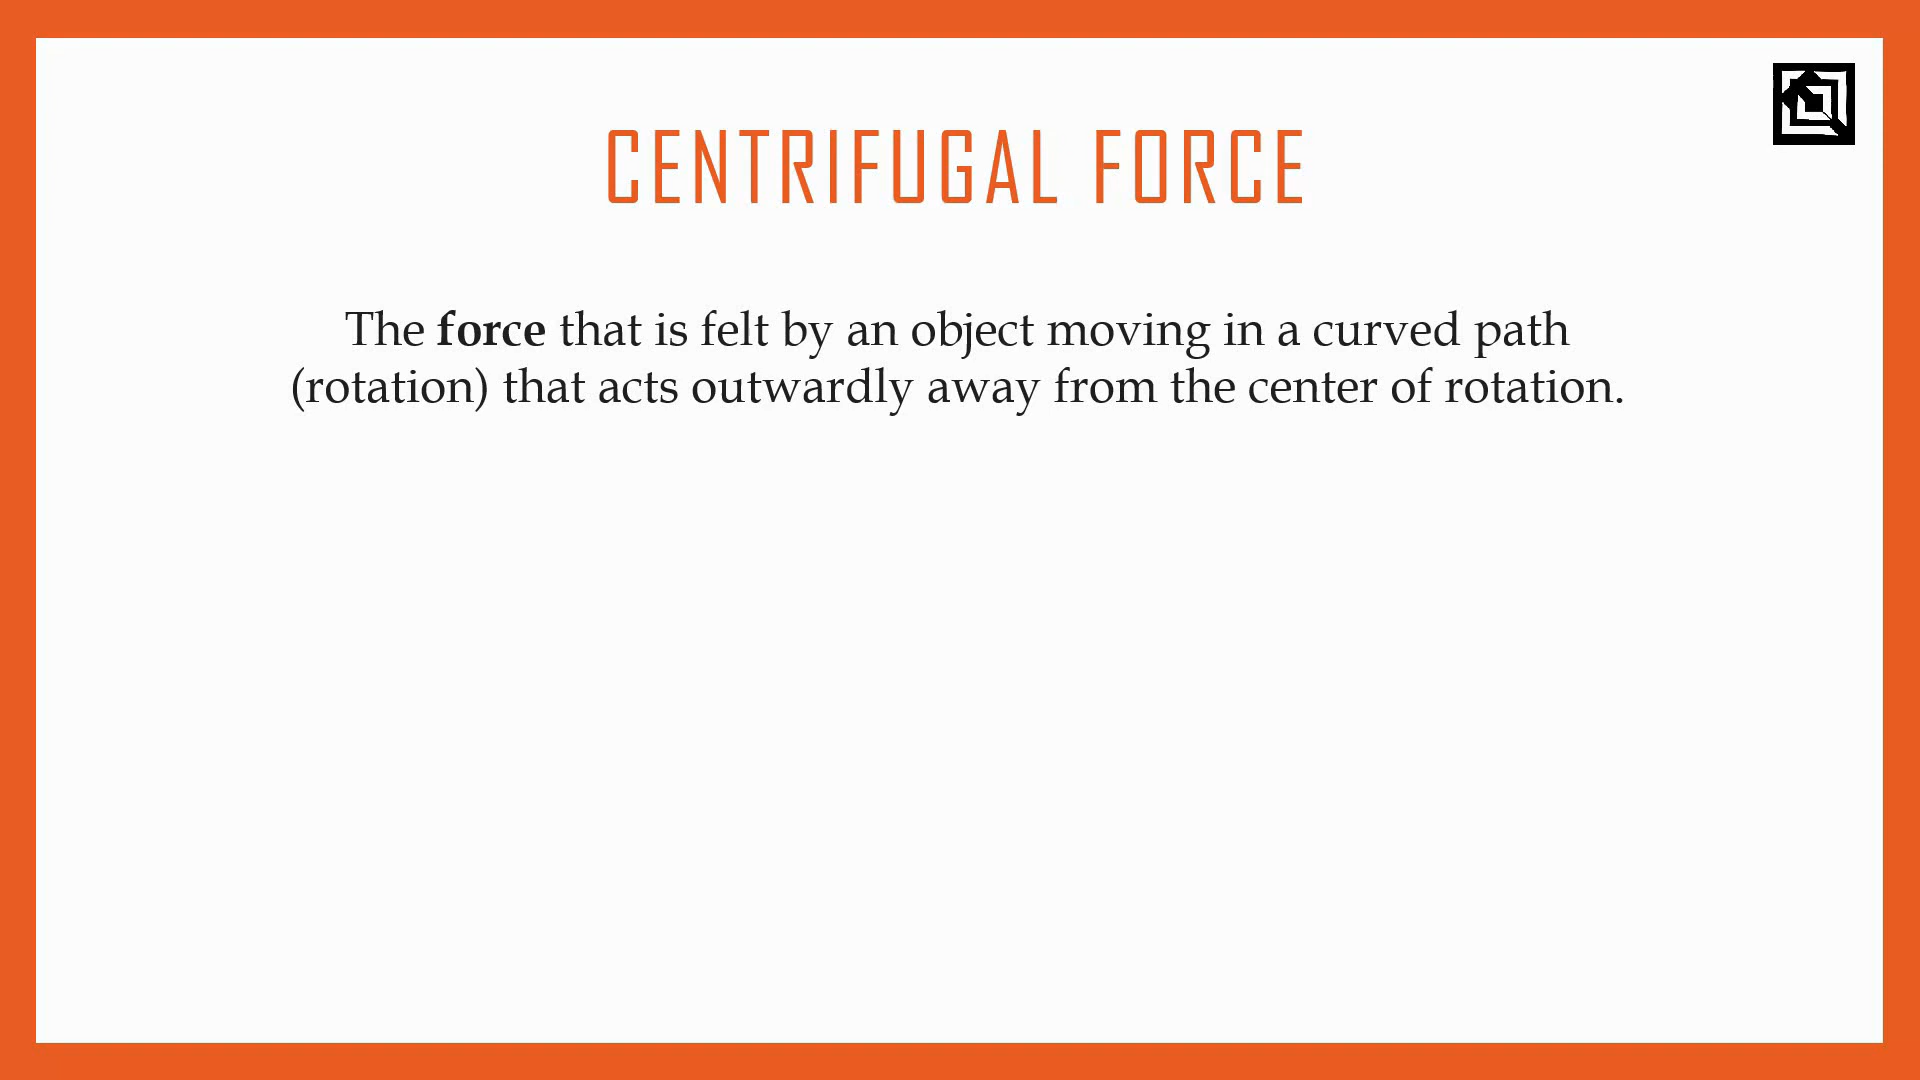 CENTRIFUGAL FORCE
The force that is felt by an object moving in a curved path
(rotation) that acts outwardly away from the center of rotation.